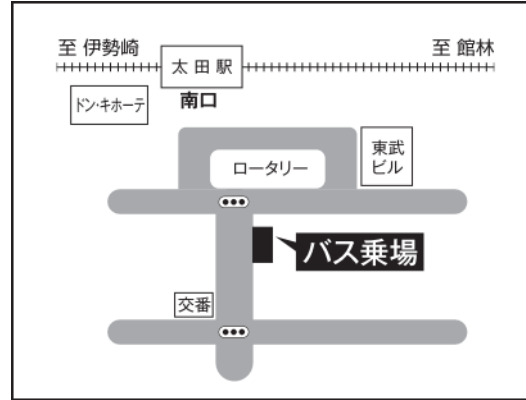 至 伊勢崎
至 館林
太田駅
ドン・キホーテ
南口
東武
ビル
ロータリー
バス乗場
交番